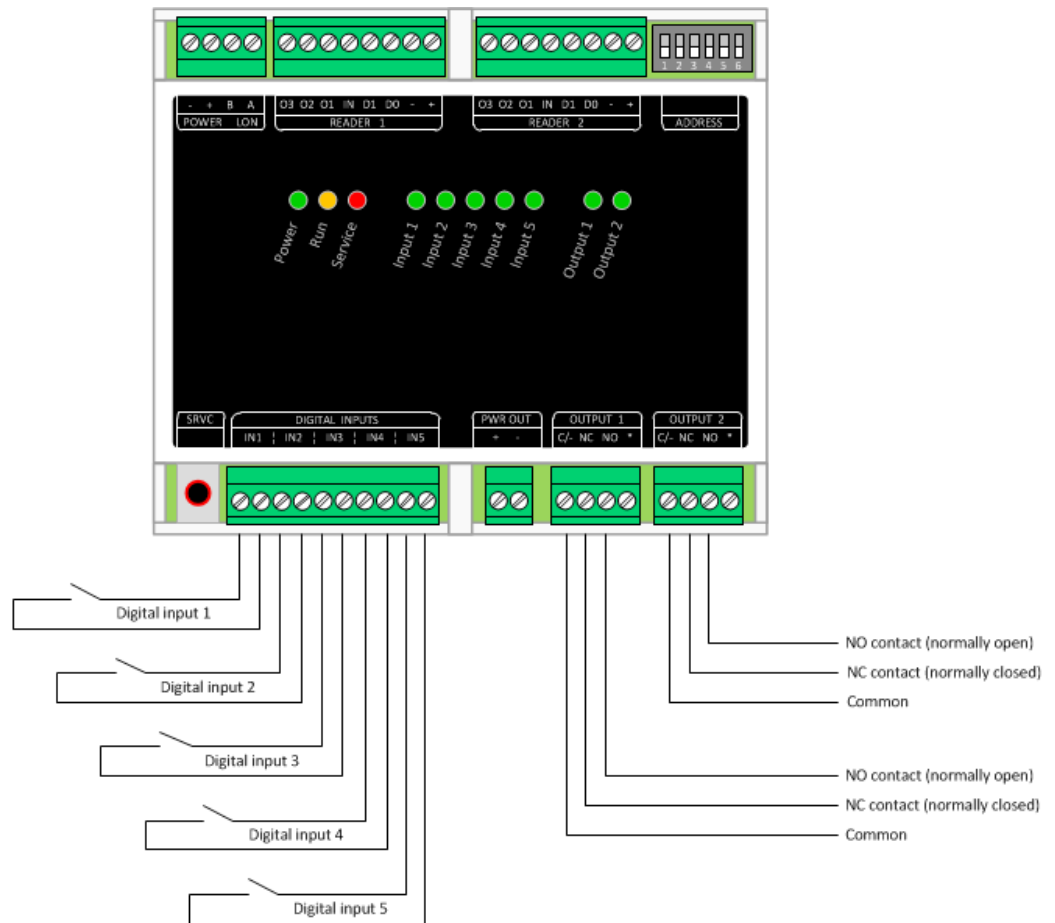 1 2 3 4 5 6
- + B A
POWER LON
O3 O2 O1 IN D1 D0 - +
READER 1
O3 O2 O1 IN D1 D0 - +
READER 2
ADDRESS
Power
Run
Service
Input 1
Input 2
Input 3
Input 4
Input 5
Output 1
Output 2
SRVC
DIGITAL INPUTS
IN1 ¦ IN2 ¦ IN3 ¦ IN4 ¦ IN5
PWR OUT
+ -
OUTPUT 1
C/- NC NO *
OUTPUT 2
C/- NC NO *
Digital input 1
Digital input 2
Digital input 3
Digital input 4
Digital input 5
NO contact (normally open)
NC contact (normally closed)
Common
NO contact (normally open)
NC contact (normally closed)
Common